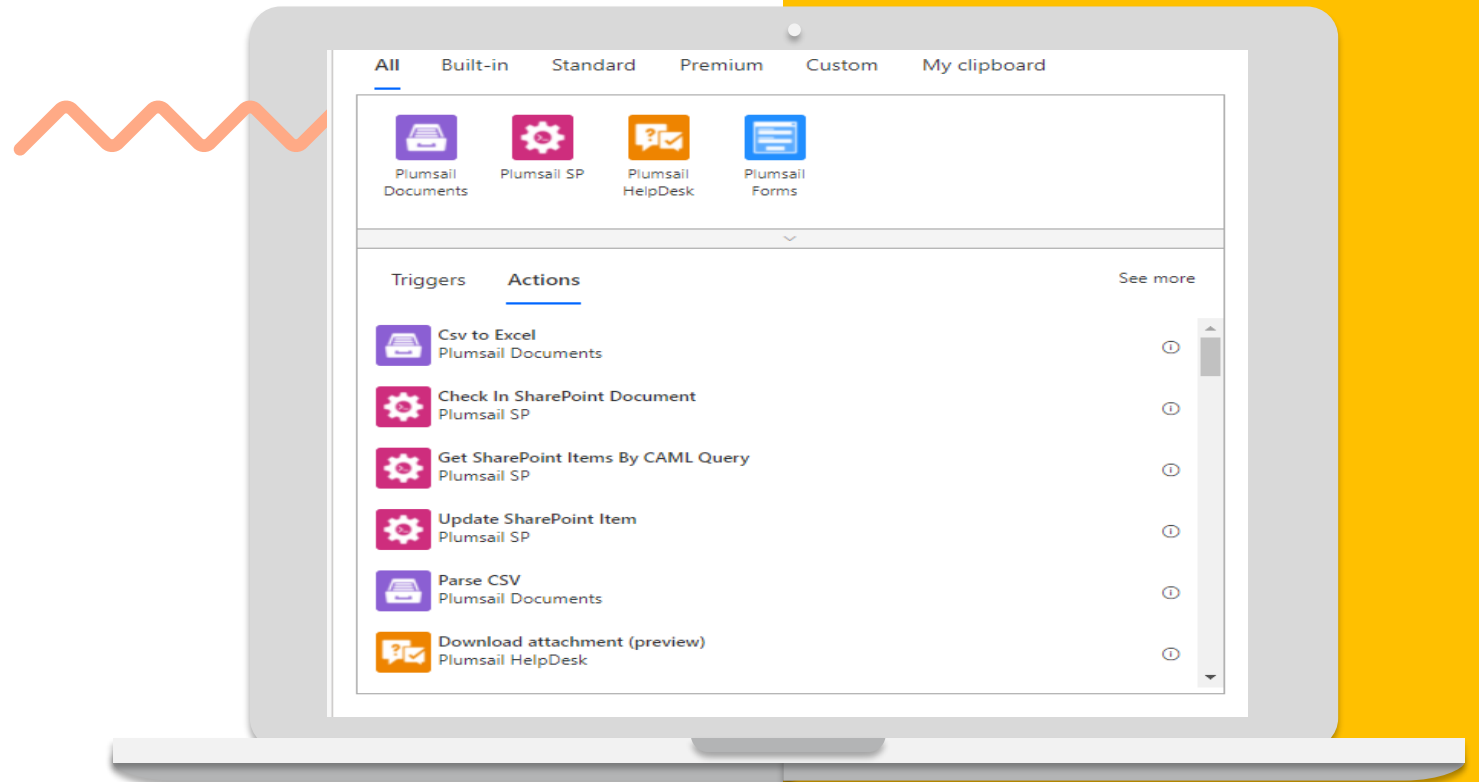 All Built-in Standard Premium Custom My clipboard
Plumsail Documents
Plumsail SP
Plumsail HelpDesk
Plumsail Forms
Triggers Actions See more
Csv to Excel
Plumsail Documents
Check In SharePoint Document
Plumsail SP
Get SharePoint Items By CAML Query
Plumsail SP
Update SharePoint Item
Plumsail SP
Parse CSV
Plumsail Documents
Download attachment (preview)
Plumsail HelpDesk